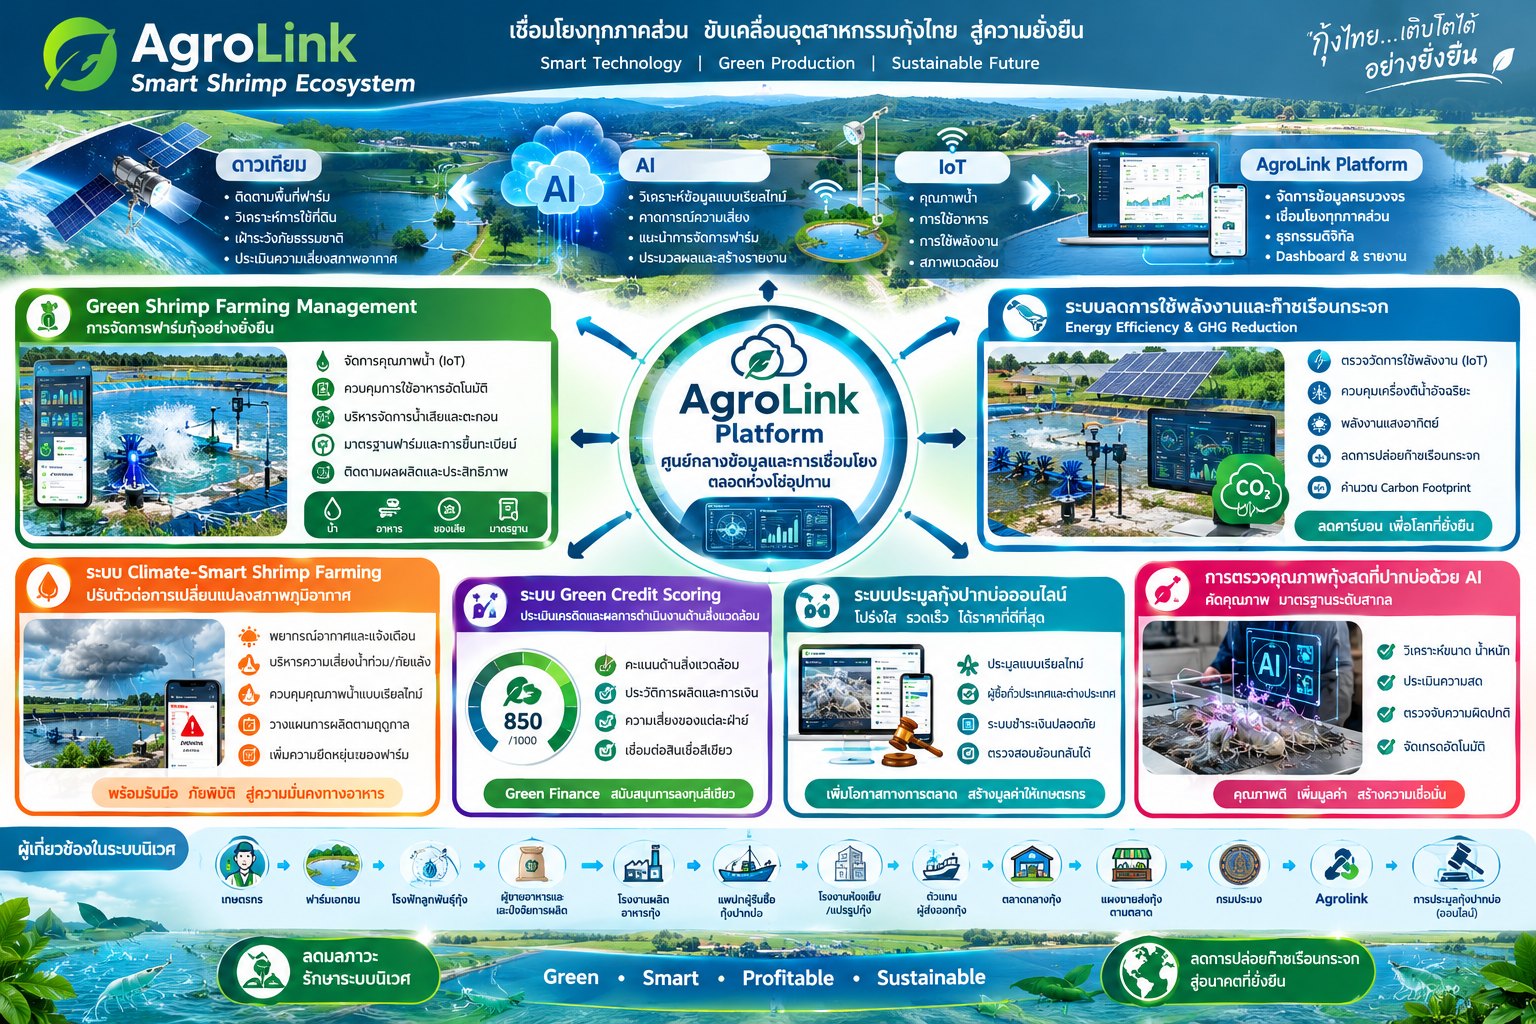 AgroLink
Smart Shrimp Ecosystem
เชื่อมโยงทุกภาคส่วน ขับเคลื่อนอุตสาหกรรมกุ้งไทย สู่ความยั่งยืน
Smart Technology | Green Production | Sustainable Future
"กุ้งไทย...เติบโตได้
อย่างยั่งยืน
ดาวเทียม
• ติดตามพื้นที่ฟาร์ม
• วิเคราะห์การใช้ที่ดิน
• เฝ้าระวังภัยธรรมชาติ
• ประเมินความเสี่ยงสภาพอากาศ
AI
AI
• วิเคราะห์ข้อมูลแบบเรียลไทม์
• คาดการณ์ความเสี่ยง
• แนะนำการจัดการฟาร์ม
• ประมวลผลและสร้างรายงาน
IoT
• คุณภาพน้ำ
• การใช้อาหาร
• การใช้พลังงาน
• สภาพแวดล้อม
AgroLink Platform
• จัดการข้อมูลครบวงจร
• เชื่อมโยงทุกภาคส่วน
• ธุรกรรมดิจิทัล
• Dashboard & รายงาน
Green Shrimp Farming Management
การจัดการฟาร์มกุ้งอย่างยั่งยืน
จัดการคุณภาพน้ำ (IoT)
ควบคุมการใช้อาหารอัตโนมัติ
บริหารจัดการน้ำเสียและตะกอน
มาตรฐานฟาร์มและการขึ้นทะเบียน
ติดตามผลผลิตและประสิทธิภาพ
น้ำ
อาหาร
ของเสีย
มาตรฐาน
AgroLink
Platform
ศูนย์กลางข้อมูลและการเชื่อมโยง
ตลอดห่วงโซ่อุปทาน
ระบบลดการใช้พลังงานและก๊าซเรือนกระจก
Energy Efficiency & GHG Reduction
ตรวจวัดการใช้พลังงาน (IoT)
ควบคุมเครื่องตีน้ำอัจฉริยะ
พลังงานแสงอาทิตย์
ลดการปล่อยก๊าซเรือนกระจก
คำนวณ Carbon Footprint
CO₂
ลดคาร์บอน เพื่อโลกที่ยั่งยืน
ระบบ Climate-Smart Shrimp Farming
ปรับตัวต่อการเปลี่ยนแปลงสภาพภูมิอากาศ
พยากรณ์อากาศและแจ้งเตือน
บริหารความเสี่ยงน้ำท่วม/ภัยแล้ง
ควบคุมคุณภาพน้ำแบบเรียลไทม์
วางแผนการผลิตตามฤดูกาล
เพิ่มความยืดหยุ่นของฟาร์ม
พร้อมรับมือ ภัยพิบัติ สู่ความมั่นคงทางอาหาร
ระบบ Green Credit Scoring
ประเมินเครดิตและผลการดำเนินงานด้านสิ่งแวดล้อม
850
/1000
คะแนนด้านสิ่งแวดล้อม
ประวัติการผลิตและการเงิน
ความเสี่ยงของแต่ละฝ่าย์
เชื่อมต่อสินเชื่อสีเขียว
Green Finance สนับสนุนการลงทุนสีเขียว
ระบบประมูลกุ้งปากบ่อออนไลน์
โปร่งใส รวดเร็ว ได้ราคาที่ดีที่สุด
ประมูลแบบเรียลไทม์
ผู้ซื้อทั่วประเทศและต่างประเทศ
ระบบชำระเงินปลอดภัย
ตรวจสอบย้อนกลับได้
เพิ่มโอกาสทางการตลาด สร้างมูลค่าให้เกษตรกร
การตรวจคุณภาพกุ้งสดที่ปากบ่อด้วย AI
คัดคุณภาพ มาตรฐานระดับสากล
AI
วิเคราะห์ขนาด น้ำหนัก
ประเมินความสด
ตรวจจับความผิดปกติ
จัดเกรดอัตโนมัติ
คุณภาพดี เพิ่มมูลค่า สร้างความเชื่อมั่น
ผู้เกี่ยวข้องในระบบนิเวศ
เกษตรกร
ฟาร์มเอกชน
โรงฟักลูกพันธุ์กุ้ง
ผู้ขายอาหารและ
และปัจจัยการผลิต
โรงงานผลิต
อาหารกุ้ง
แพปกผู้รับซื้อ
กุ้งปากบ่อ
โรงงานห้องเย็น
/แปรรูปกุ้ง
ตัวแทน
ผู้ส่งออกกุ้ง
ตลาดกลางกุ้ง
แผงขายส่งกุ้ง
ตามตลาด
กรมประมง
Agrolink
การประมูลกุ้งปากบ่อ
(ออนไลน์)
ลดมลภาวะ
รักษาระบบนิเวศ
Green • Smart • Profitable • Sustainable
ลดการปล่อยก๊าซเรือนกระจก
สู่อนาคตที่ยั่งยืน